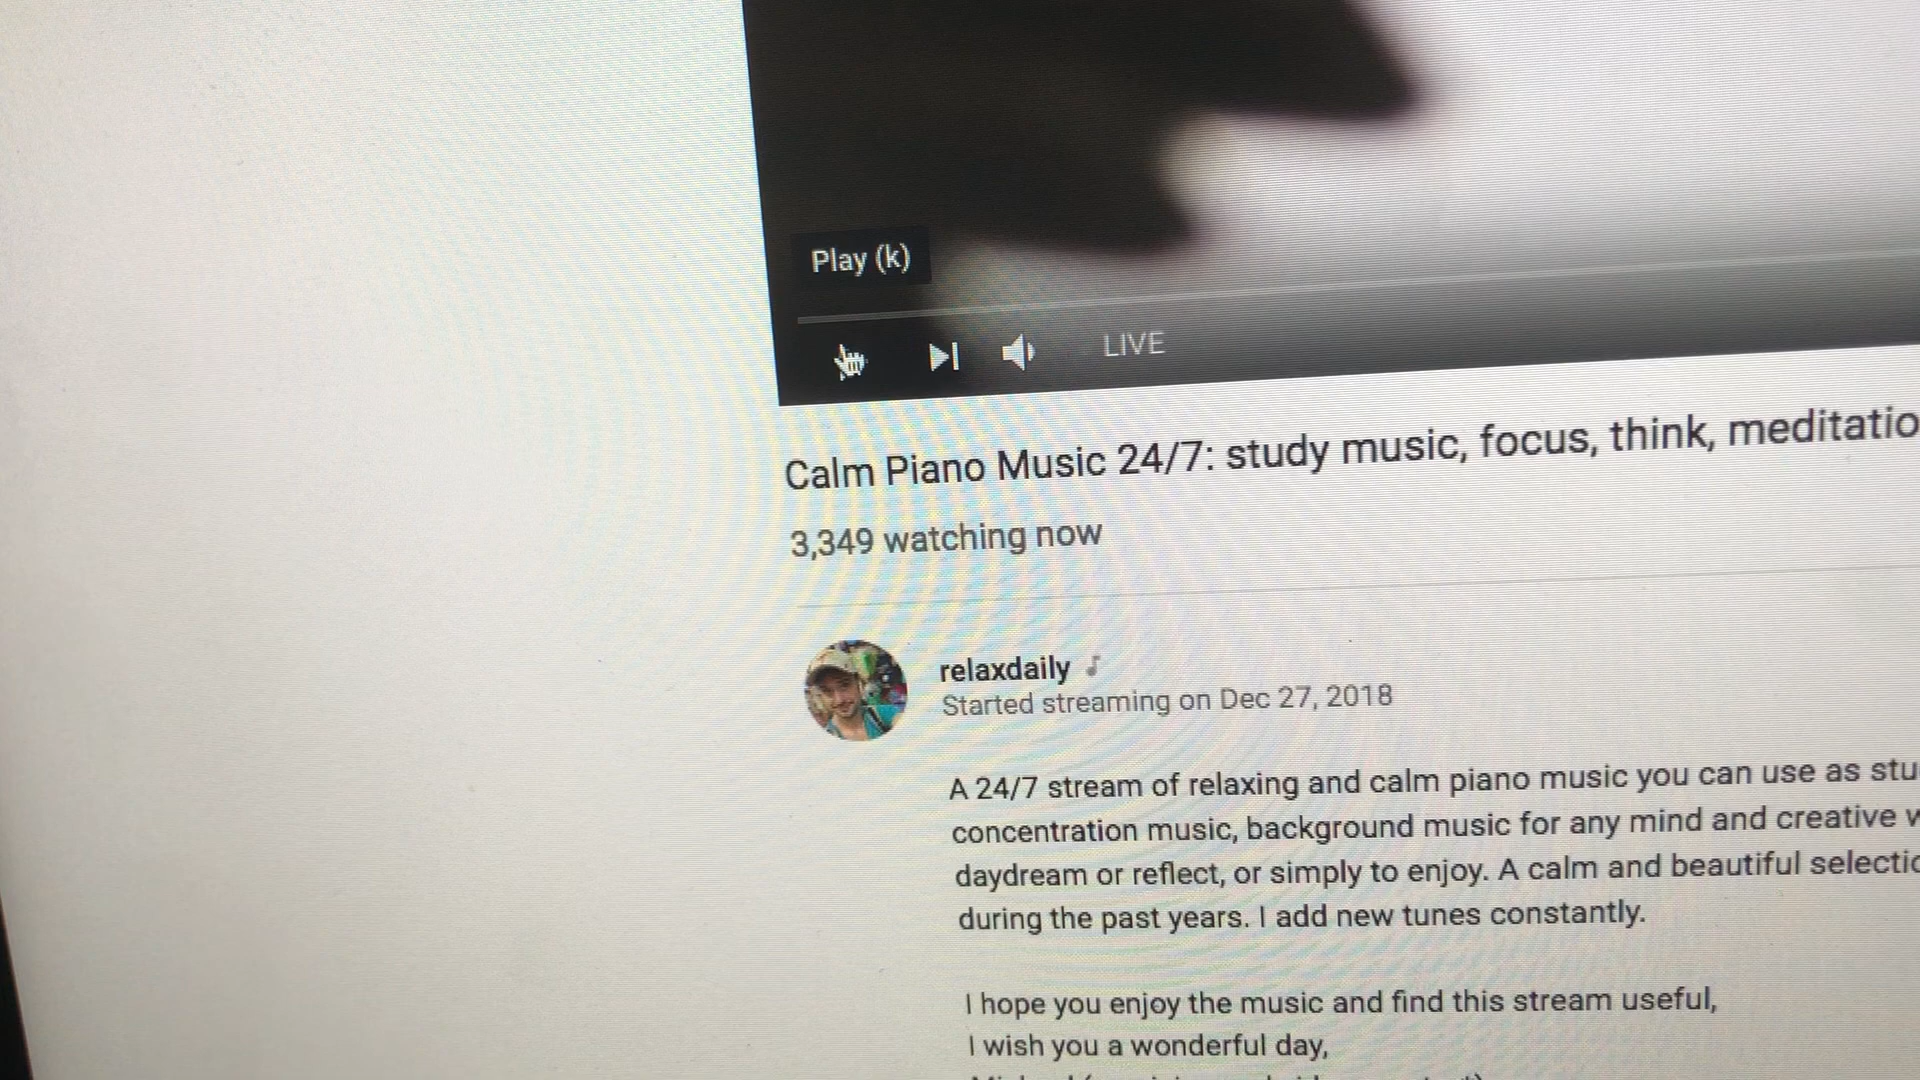 Play (k)
LIVE
Calm Piano Music 24/7: study music, focus, think, meditatio
3,349 watching now
relaxdaily
Started streaming on Dec 27, 2018
A 24/7 stream of relaxing and calm piano music you can use as stu
concentration music, background music for any mind and creative w
daydream or reflect, or simply to enjoy. A calm and beautiful selectio
during the past years. I add new tunes constantly.
I hope you enjoy the music and find this stream useful,
I wish you a wonderful day,